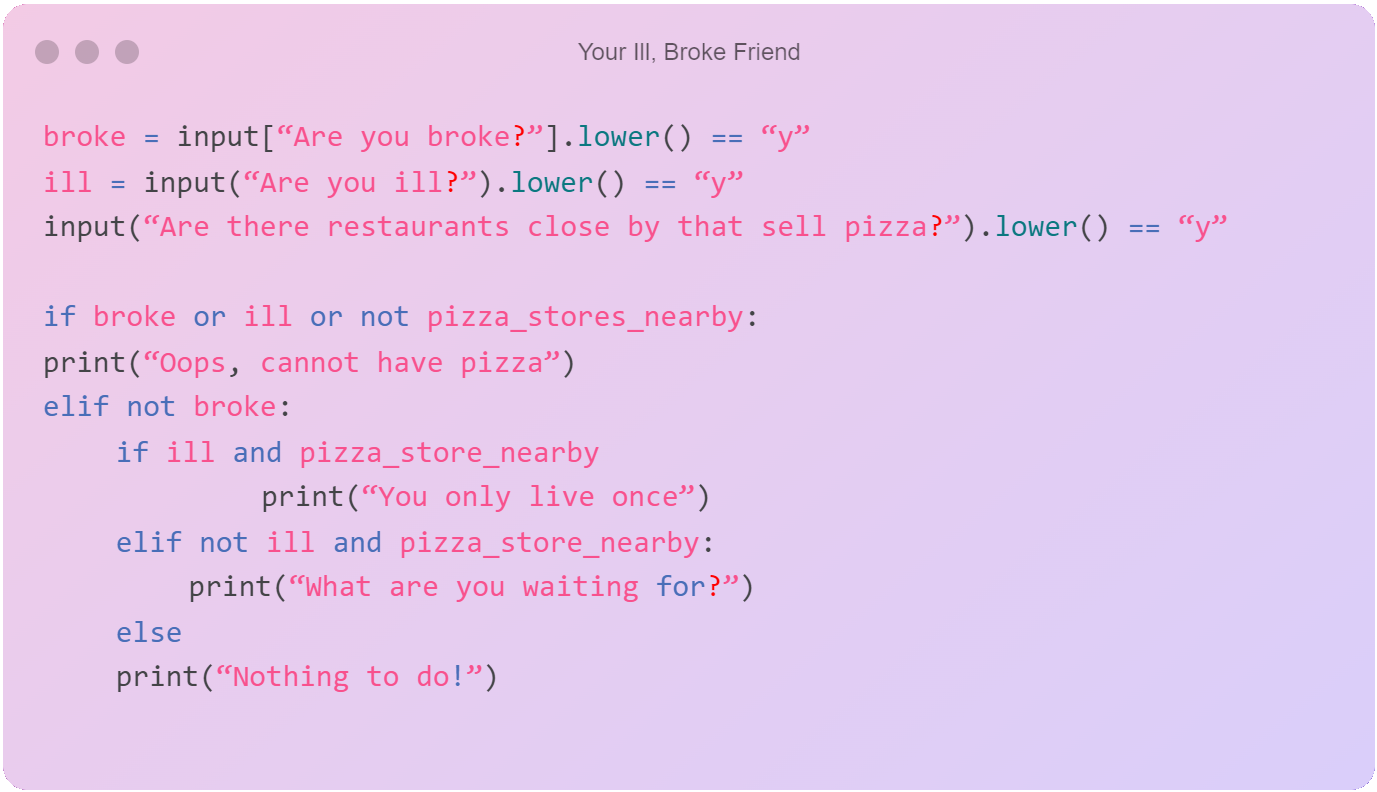 Your Ill, Broke Friend
broke = input[“Are you broke?”].lower() == “y”
ill = input(“Are you ill?”).lower() == “y”
input(“Are there restaurants close by that sell pizza?”).lower() == “y”
if broke or ill or not pizza_stores_nearby:
print(“Oops, cannot have pizza”)
elif not broke:
if ill and pizza_store_nearby
print(“You only live once”)
elif not ill and pizza_store_nearby:
print(“What are you waiting for?”)
else
print(“Nothing to do!”)